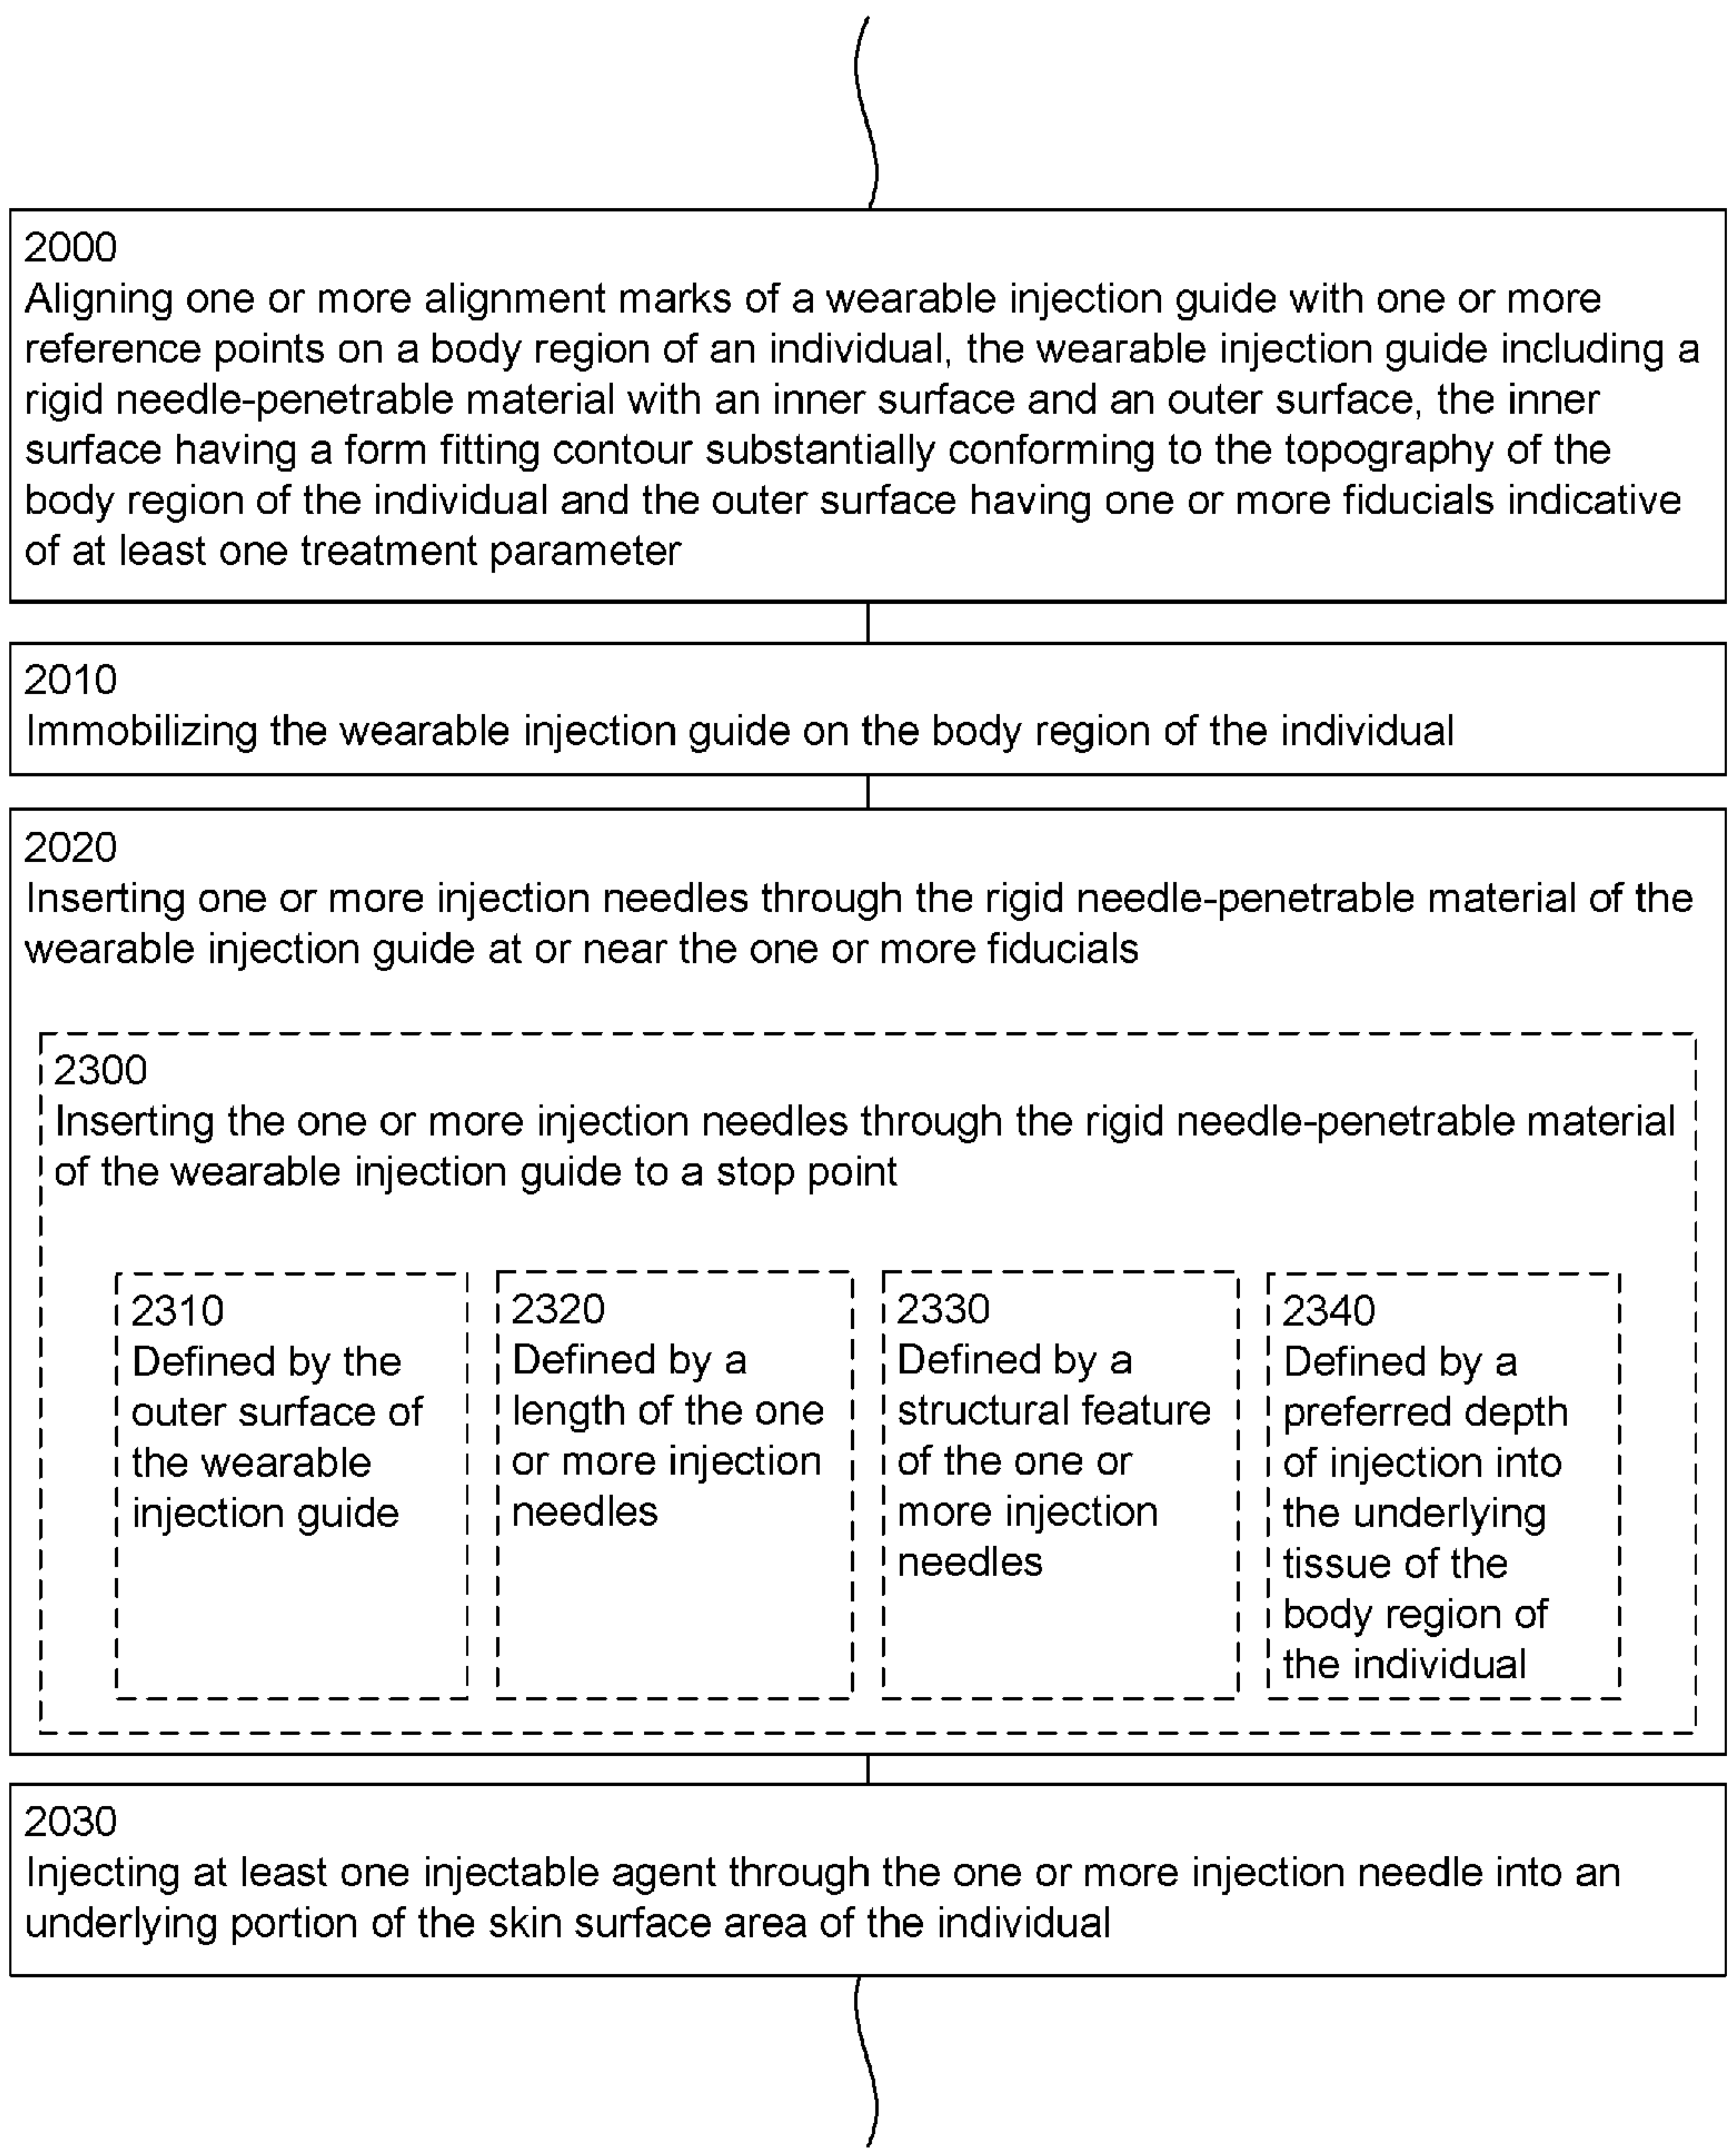 2000
Aligning one or more alignment marks of a wearable injection guide with one or more
reference points on a body region of an individual, the wearable injection guide including a
rigid needle-penetrable material with an inner surface and an outer surface, the inner
surface having a form fitting contour substantially conforming to the topography of the
body region of the individual and the outer surface having one or more fiducials indicative
of at least one treatment parameter
2010
Immobilizing the wearable injection guide on the body region of the individual
2020
Inserting one or more injection needles through the rigid needle-penetrable material of the
wearable injection guide at or near the one or more fiducials
2300
Inserting the one or more injection needles through the rigid needle-penetrable material
of the wearable injection guide to a stop point
2310
Defined by the
outer surface of
the wearable
injection guide
2320
Defined by a
length of the one
or more injection
needles
2330
Defined by a
structural feature
of the one or
more injection
needles
2340
Defined by a
preferred depth
of injection into
the underlying
tissue of the
body region of
the individual
2030
Injecting at least one injectable agent through the one or more injection needle into an
underlying portion of the skin surface area of the individual